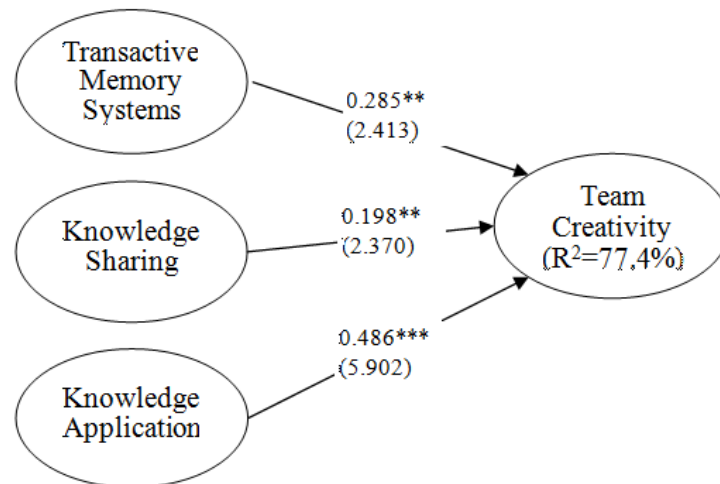 Transactive
Memory
Systems
0.285**
(2.413)
Knowledge
Sharing
0.198**
(2.370)
Team
Creativity
(R²=77.4%)
Knowledge
Application
0.486***
(5.902)